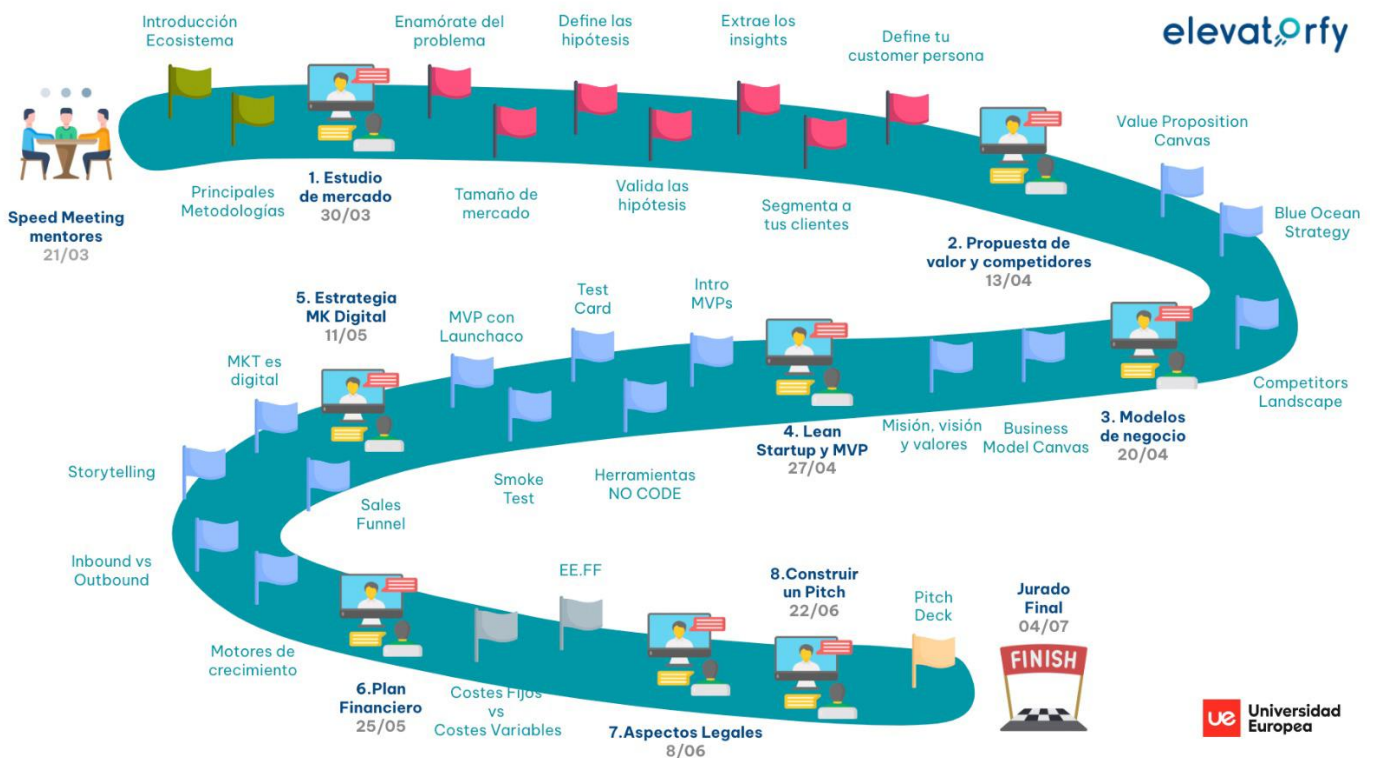 elevatorfy
Introducción
Ecosistema
Enamórate del
problema
Define las
hipótesis
Extrae los
insights
Define tu
customer persona
Speed Meeting
mentores
21/03
Principales
Metodologías
1. Estudio
de mercado
30/03
Tamaño de
mercado
Valida las
hipótesis
Segmenta a
tus clientes
2. Propuesta de
valor y competidores
13/04
Value Proposition
Canvas
Blue Ocean
Strategy
Competitors
Landscape
3. Modelos
de negocio
20/04
Business
Model Canvas
Misión, visión
y valores
4. Lean
Startup y MVP
27/04
Intro
MVPs
Herramientas
NO CODE
Test
Card
Smoke
Test
MVP con
Launchaco
5. Estrategia
MK Digital
11/05
Sales
Funnel
MKT es
digital
Storytelling
Inbound vs
Outbound
Motores de
crecimiento
6.Plan
Financiero
25/05
Costes Fijos
vs
Costes Variables
EE.FF
7.Aspectos Legales
8/06
8.Construir
un Pitch
22/06
Pitch
Deck
Jurado
Final
04/07
FINISH
ue Universidad
Europea